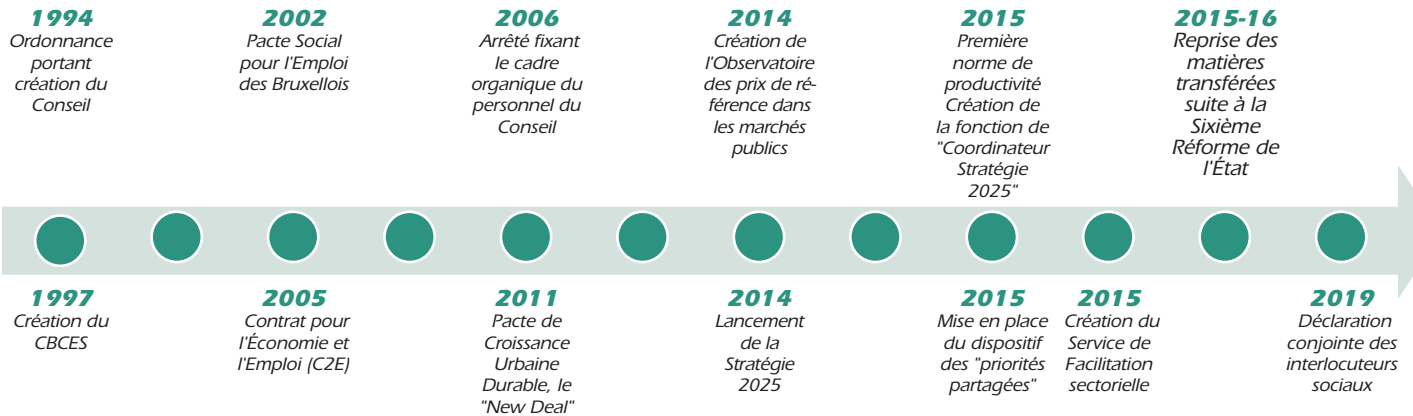 1994
Ordonnance
portant
création du
Conseil
2002
Pacte Social
pour l'Emploi
des Bruxellois
2006
Arrêté fixant
le cadre
organique du
personnel du
Conseil
2014
Création de
l'Observatoire
des prix de ré-
férence dans
les marchés
publics
2015
Première
norme de
productivité
Création de
la fonction de
"Coordinateur
Stratégie
2025"
2015-16
Reprise des
matières
transférées
suite à la
Sixième
Réforme de
l'État
1997
Création du
CBCES
2005
Contrat pour
l'Économie et
l'Emploi (C2E)
2011
Pacte de
Croissance
Urbaine
Durable, le
"New Deal"
2014
Lancement
de la
Stratégie
2025
2015
Mise en place
du dispositif
des "priorités
partagées"
2015
Création du
Service de
Facilitation
sectorielle
2019
Déclaration
conjointe des
interlocuteurs
sociaux